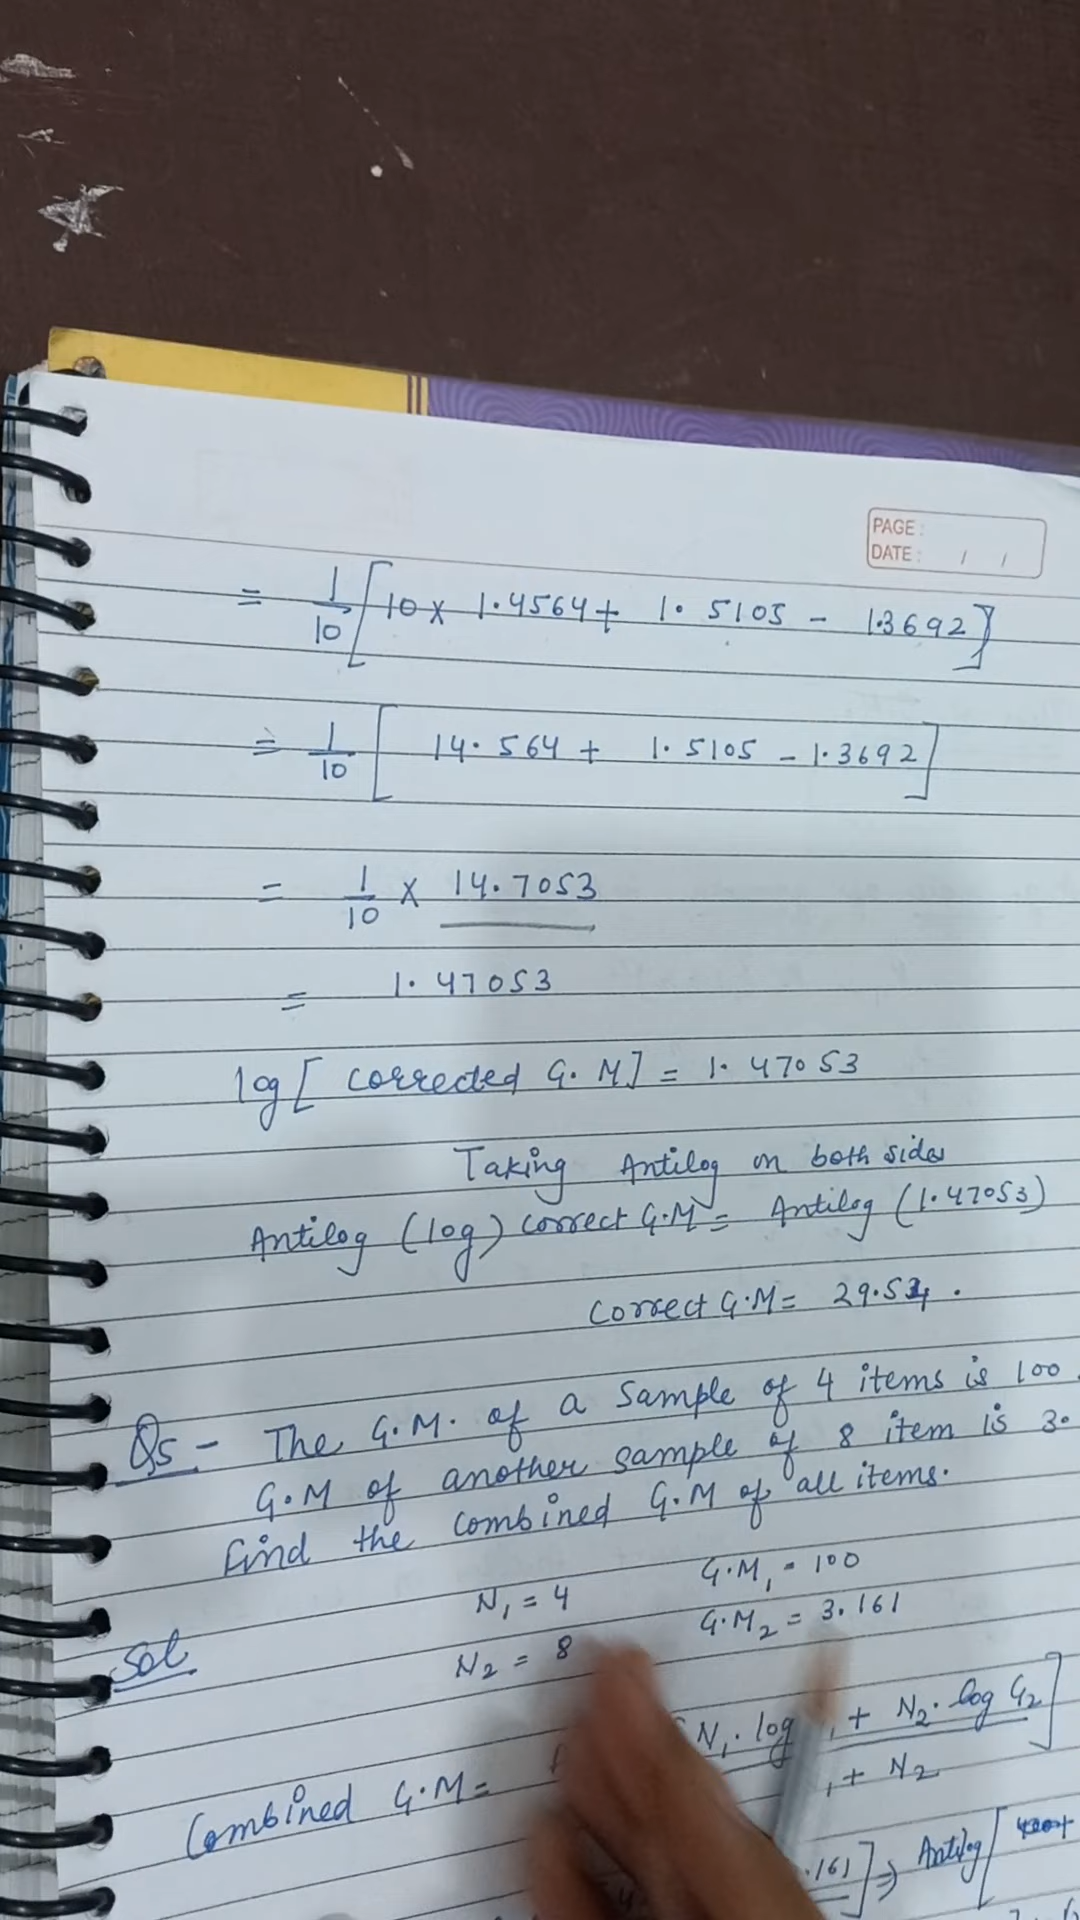 PAGE :
DATE : / /
= 1/10 [10 × 1.4564 + 1.5105 - 1.3692]
= 1/10 [14.564 + 1.5105 - 1.3692]
= 1/10 × 14.7053
= 1.47053
log [corrected G.M] = 1.47053
Taking Antilog on both sides
Antilog (log) correct G.M = Antilog (1.47053)
Correct G.M = 29.54.
Q5 - The G.M. of a sample of 4 items is 100.
G.M of another sample of 8 item is 3.
find the combined G.M of all items.
Sol N₁ = 4 G.M₁ = 100
N₂ = 8 G.M₂ = 3.161
Combined G.M = N₁. log + N₂. log G₂
+ N₂
.161] ⇒ Antilog [